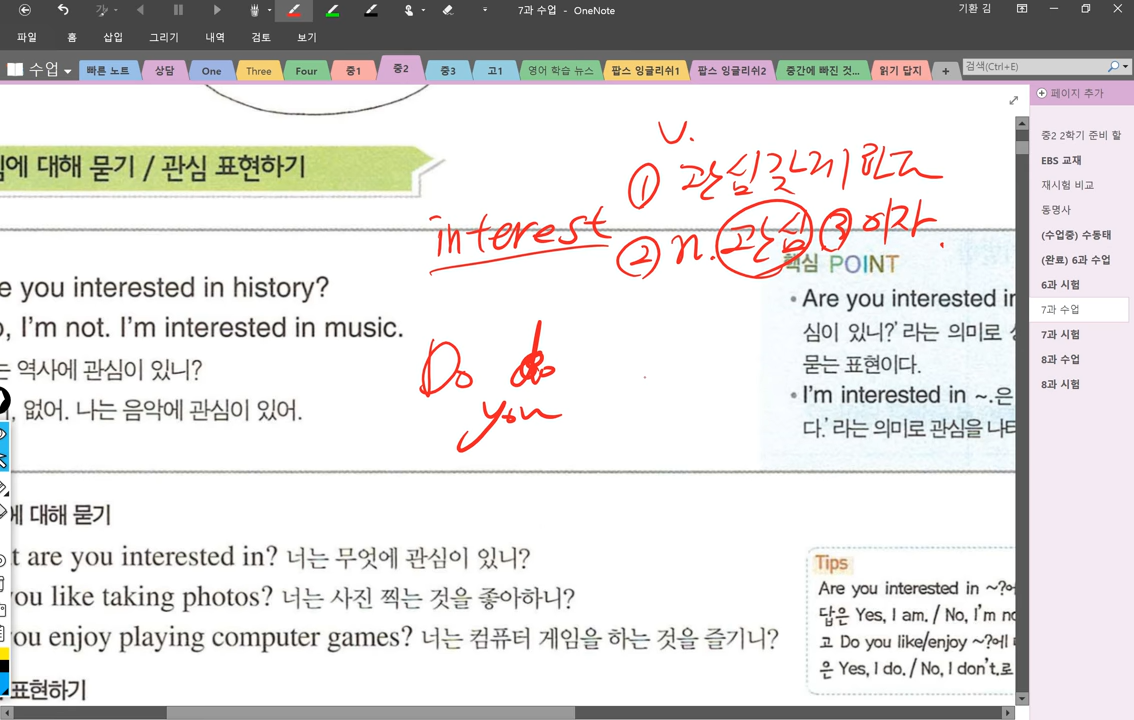 7과 수업 - OneNote
기환 김
파일 홈 삽입 그리기 내역 검토 보기
수업 빠른 노트 상담 One Three Four 중1 중2 중3 고1 영어 학습 뉴스 팝스 잉글리쉬1 팝스 잉글리쉬2 중간에 빠진 것... 읽기 답지 + 검색(Ctrl+E)
페이지 추가
중2 2학기 준비 할
EBS 교재
재시험 비교
동명사
(수업중) 수동태
(완료) 6과 수업
6과 시험
7과 수업
7과 시험
8과 수업
8과 시험
에 대해 묻기 / 관심 표현하기
v.
① 관심갖게 하다
interest
② n. 관심 ③ 이자.
e you interested in history?
o, I'm not. I'm interested in music.
는 역사에 관심이 있니?
, 없어. 나는 음악에 관심이 있어.
Do do
you
핵심 POINT
• Are you interested in
심이 있니?' 라는 의미로 상
묻는 표현이다.
• I'm interested in ~.은
다.' 라는 의미로 관심을 나타
에 대해 묻기
t are you interested in? 너는 무엇에 관심이 있니?
you like taking photos? 너는 사진 찍는 것을 좋아하니?
you enjoy playing computer games? 너는 컴퓨터 게임을 하는 것을 즐기니?
표현하기
Tips
Are you interested in ~?에
답은 Yes, I am. / No, I'm no
고 Do you like/enjoy ~?에 대
은 Yes, I do. / No, I don't.로